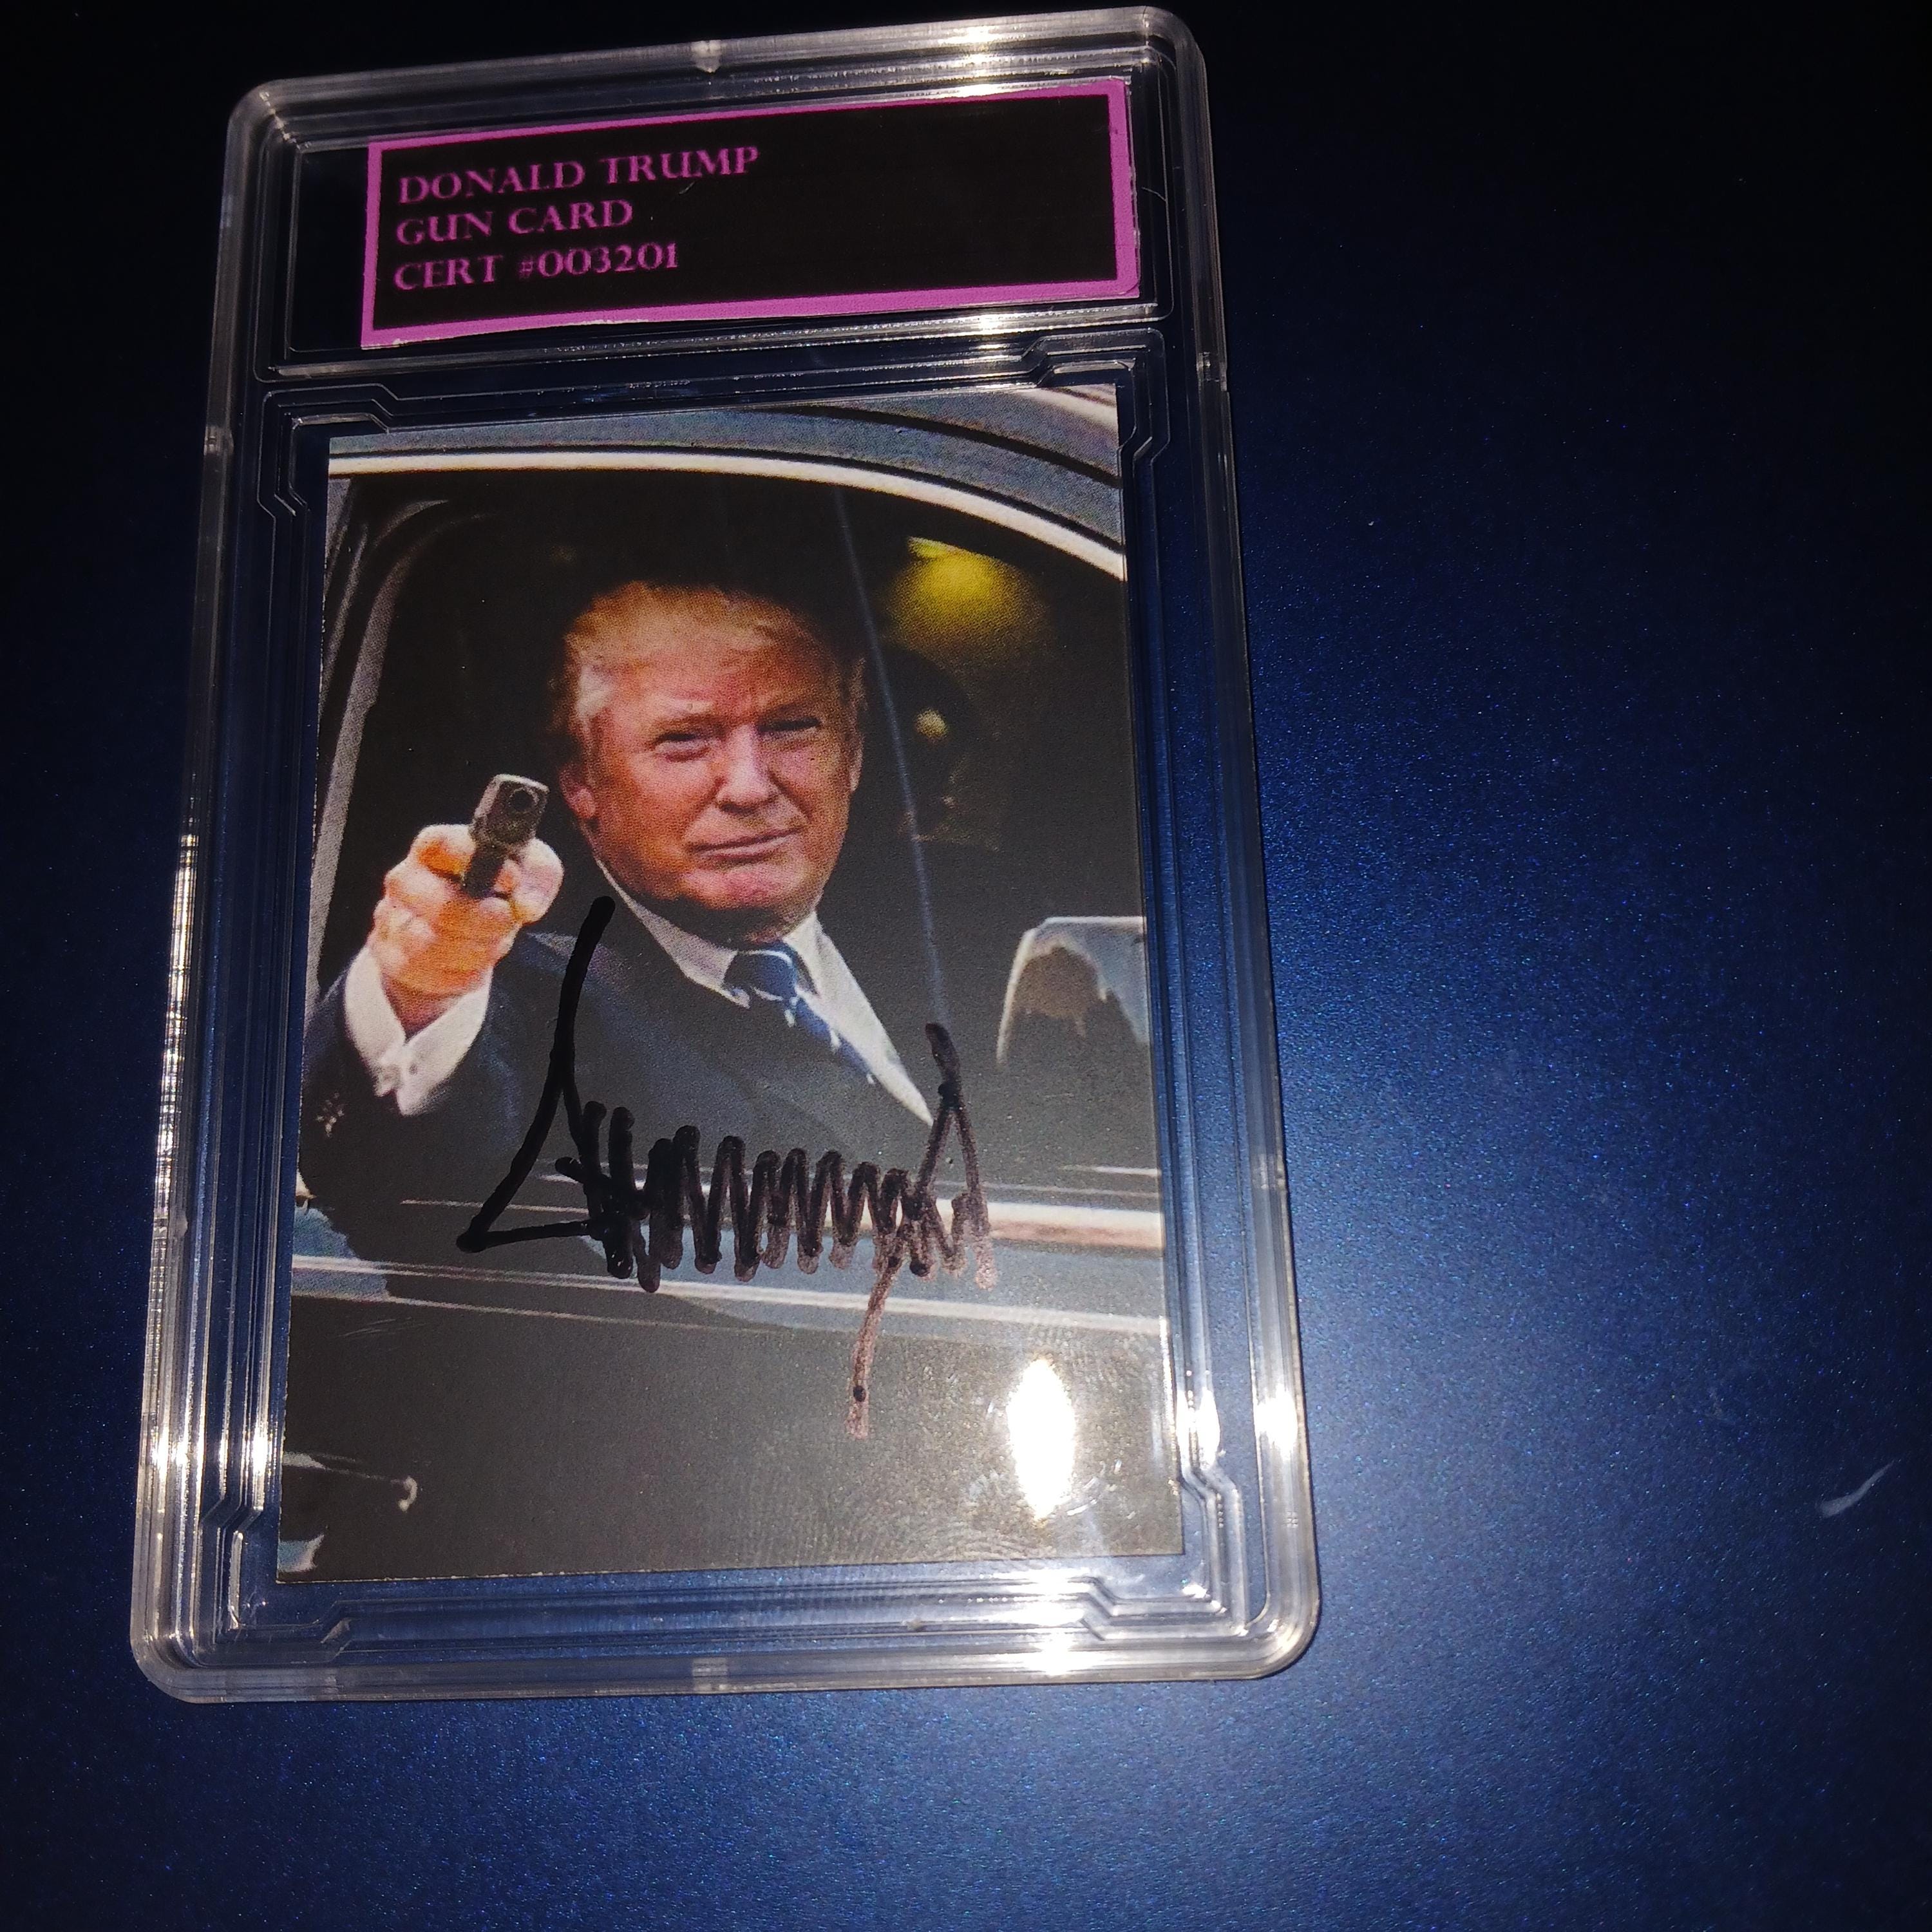 DONALD TRUMP
GUN CARD
CERT #003201